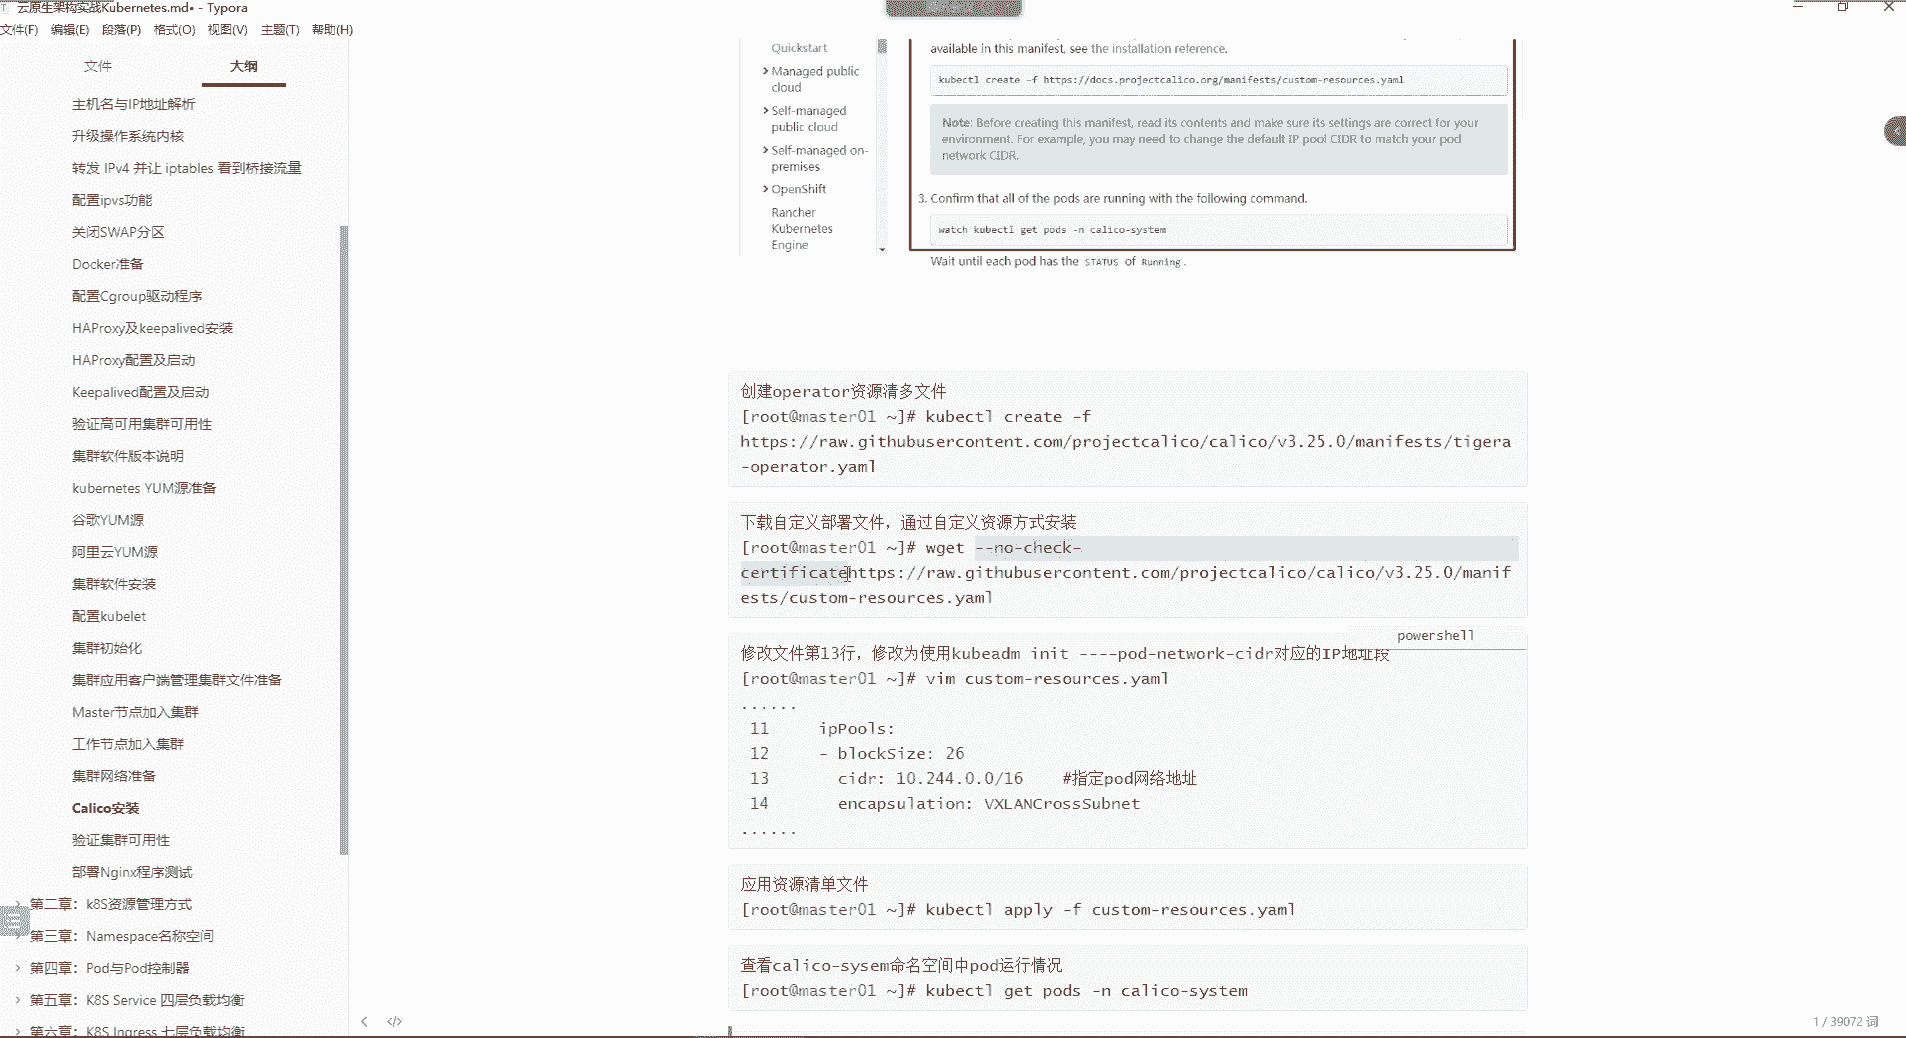 云原生架构实战Kubernetes.md• - Typora
文件(F) 编辑(E) 段落(P) 格式(O) 视图(V) 主题(T) 帮助(H)
文件 大纲
主机名与IP地址解析
升级操作系统内核
转发 IPv4 并让 iptables 看到桥接流量
配置ipvs功能
关闭SWAP分区
Docker准备
配置Cgroup驱动程序
HAProxy及keepalived安装
HAProxy配置及启动
Keepalived配置及启动
验证高可用集群可用性
集群软件版本说明
kubernetes YUM源准备
谷歌YUM源
阿里云YUM源
集群软件安装
配置kubelet
集群初始化
集群应用客户端管理集群文件准备
Master节点加入集群
工作节点加入集群
集群网络准备
Calico安装
验证集群可用性
部署Nginx程序测试
第二章：k8S资源管理方式
第三章：Namespace名称空间
第四章：Pod与Pod控制器
第五章：K8S Service 四层负载均衡
第六章：K8S Ingress 七层负载均衡
Quickstart
Managed public
cloud
Self-managed
public cloud
Self-managed on-
premises
OpenShift
Rancher
Kubernetes
Engine
available in this manifest, see the installation reference.
kubectl create -f https://docs.projectcalico.org/manifests/custom-resources.yaml
Note: Before creating this manifest, read its contents and make sure its settings are correct for your
environment. For example, you may need to change the default IP pool CIDR to match your pod
network CIDR.
3. Confirm that all of the pods are running with the following command.
watch kubectl get pods -n calico-system
Wait until each pod has the STATUS of Running.
创建operator资源清多文件
[root@master01 ~]# kubectl create -f
https://raw.githubusercontent.com/projectcalico/calico/v3.25.0/manifests/tigera
-operator.yaml
下载自定义部署文件，通过自定义资源方式安装
[root@master01 ~]# wget --no-check-
certificatehttps://raw.githubusercontent.com/projectcalico/calico/v3.25.0/manif
ests/custom-resources.yaml
powershell
修改文件第13行，修改为使用kubeadm init ----pod-network-cidr对应的IP地址段
[root@master01 ~]# vim custom-resources.yaml
......
11 ipPools:
12 - blockSize: 26
13 cidr: 10.244.0.0/16 #指定pod网络地址
14 encapsulation: VXLANCrossSubnet
......
应用资源清单文件
[root@master01 ~]# kubectl apply -f custom-resources.yaml
查看calico-sysem命名空间中pod运行情况
[root@master01 ~]# kubectl get pods -n calico-system
1 / 39072 词